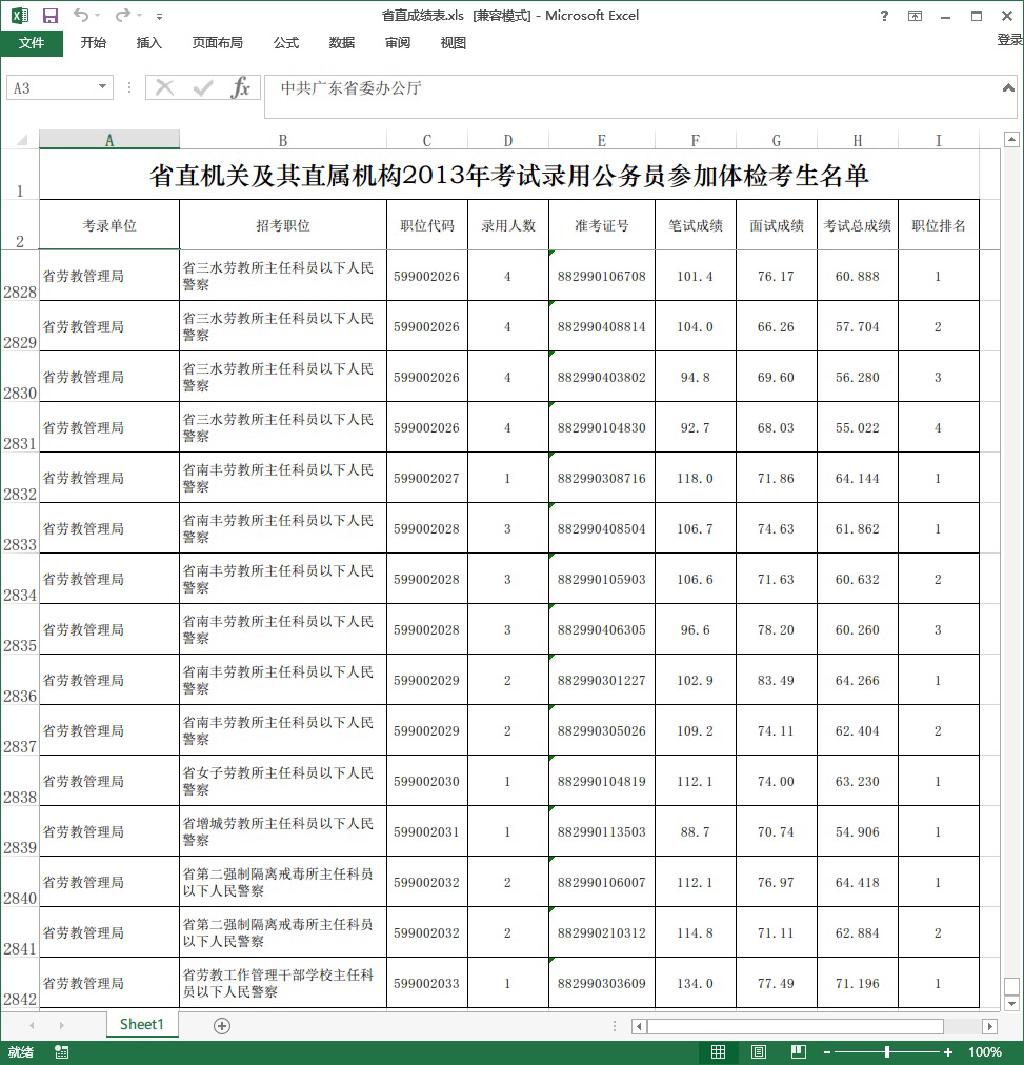 省直成绩表.xls [兼容模式] - Microsoft Excel
?
文件 开始 插入 页面布局 公式 数据 审阅 视图 登录
A3 fx 中共广东省委办公厅
A B C D E F G H I
1 省直机关及其直属机构2013年考试录用公务员参加体检考生名单
2 考录单位 招考职位 职位代码 录用人数 准考证号 笔试成绩 面试成绩 考试总成绩 职位排名
2828 省劳教管理局 省三水劳教所主任科员以下人民 599002026 4 882990106708 101.4 76.17 60.888 1
警察
2829 省劳教管理局 省三水劳教所主任科员以下人民 599002026 4 882990408814 104.0 66.26 57.704 2
警察
2830 省劳教管理局 省三水劳教所主任科员以下人民 599002026 4 882990403802 94.8 69.60 56.280 3
警察
2831 省劳教管理局 省三水劳教所主任科员以下人民 599002026 4 882990104830 92.7 68.03 55.022 4
警察
2832 省劳教管理局 省南丰劳教所主任科员以下人民 599002027 1 882990308716 118.0 71.86 64.144 1
警察
2833 省劳教管理局 省南丰劳教所主任科员以下人民 599002028 3 882990408504 106.7 74.63 61.862 1
警察
2834 省劳教管理局 省南丰劳教所主任科员以下人民 599002028 3 882990105903 106.6 71.63 60.632 2
警察
2835 省劳教管理局 省南丰劳教所主任科员以下人民 599002028 3 882990406305 96.6 78.20 60.260 3
警察
2836 省劳教管理局 省南丰劳教所主任科员以下人民 599002029 2 882990301227 102.9 83.49 64.266 1
警察
2837 省劳教管理局 省南丰劳教所主任科员以下人民 599002029 2 882990305026 109.2 74.11 62.404 2
警察
2838 省劳教管理局 省女子劳教所主任科员以下人民 599002030 1 882990104819 112.1 74.00 63.230 1
警察
2839 省劳教管理局 省增城劳教所主任科员以下人民 599002031 1 882990113503 88.7 70.74 54.906 1
警察
2840 省劳教管理局 省第二强制隔离戒毒所主任科员 599002032 2 882990106007 112.1 76.97 64.418 1
以下人民警察
2841 省劳教管理局 省第二强制隔离戒毒所主任科员 599002032 2 882990210312 114.8 71.11 62.884 2
以下人民警察
2842 省劳教管理局 省劳教工作管理干部学校主任科 599002033 1 882990303609 134.0 77.49 71.196 1
员以下人民警察
Sheet1
就绪 100%